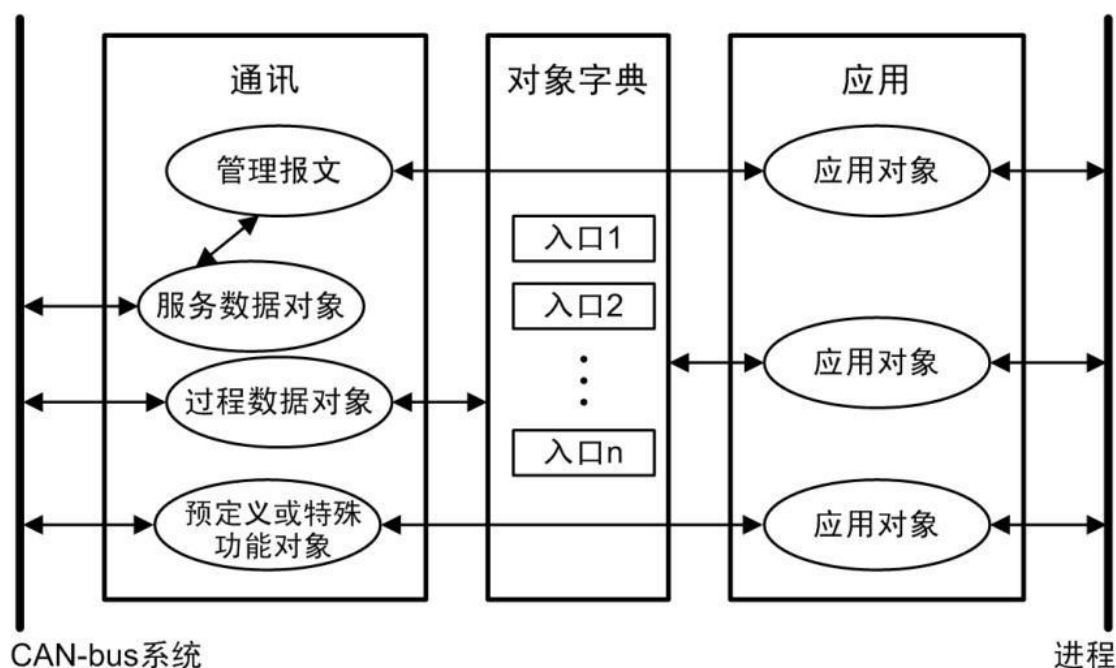 通讯
对象字典
应用
管理报文
应用对象
入口1
服务数据对象
入口2
应用对象
过程数据对象
入口n
预定义或特殊
功能对象
应用对象
CAN-bus系统
进程